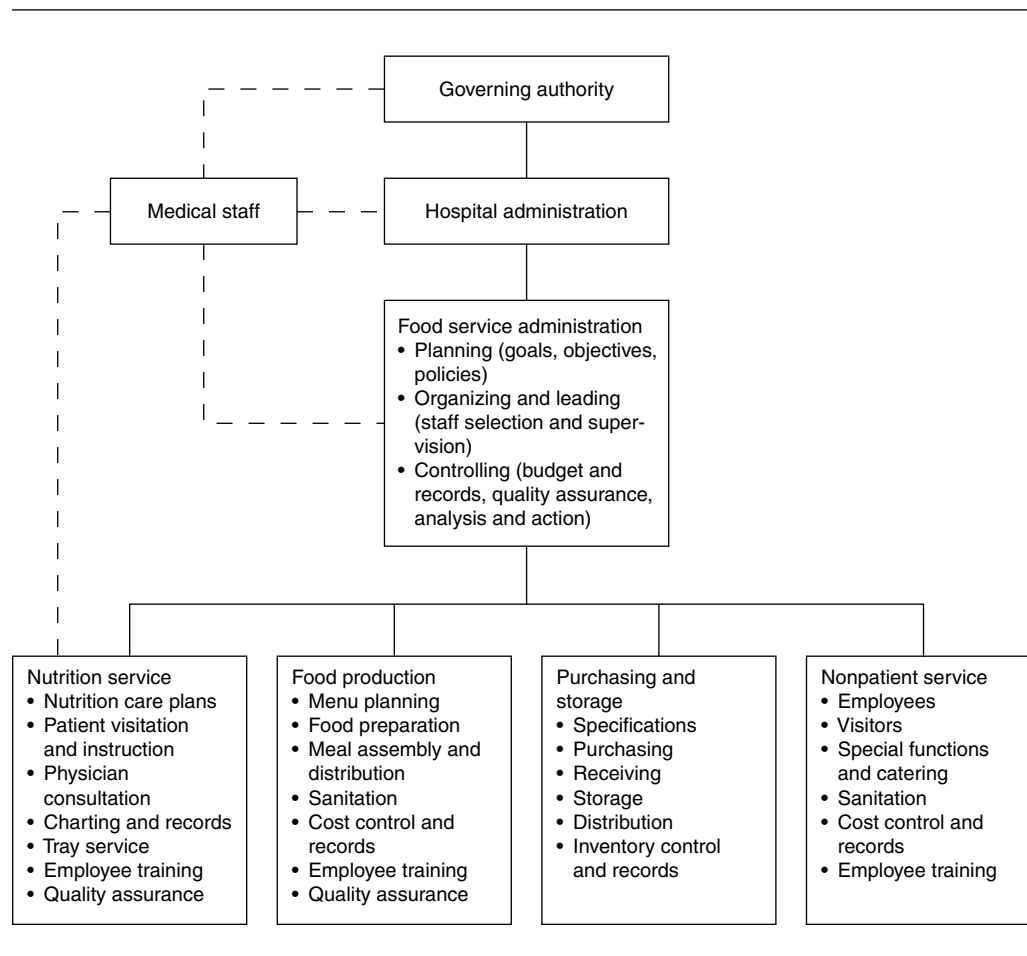 Governing authority
Medical staff
Hospital administration
Food service administration
• Planning (goals, objectives,
policies)
• Organizing and leading
(staff selection and super-
vision)
• Controlling (budget and
records, quality assurance,
analysis and action)
Nutrition service
• Nutrition care plans
• Patient visitation
and instruction
• Physician
consultation
• Charting and records
• Tray service
• Employee training
• Quality assurance
Food production
• Menu planning
• Food preparation
• Meal assembly and
distribution
• Sanitation
• Cost control and
records
• Employee training
• Quality assurance
Purchasing and
storage
• Specifications
• Purchasing
• Receiving
• Storage
• Distribution
• Inventory control
and records
Nonpatient service
• Employees
• Visitors
• Special functions
and catering
• Sanitation
• Cost control and
records
• Employee training